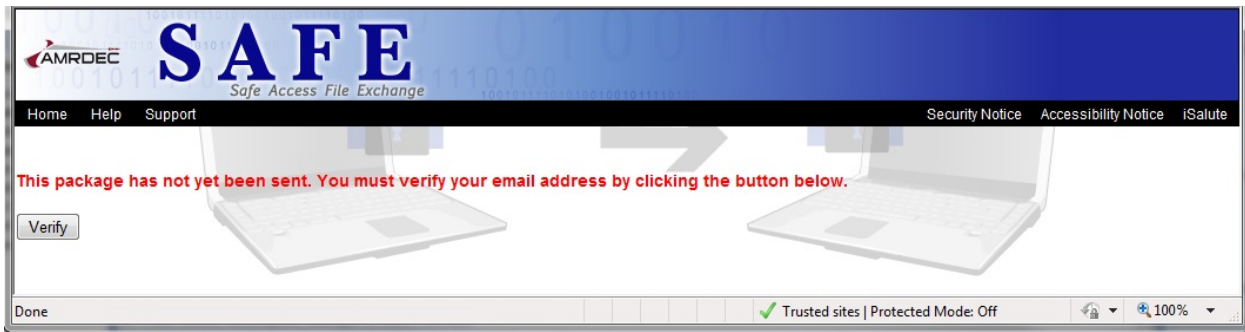 AMRDEC
SAFE
Safe Access File Exchange
Home Help Support Security Notice Accessibility Notice iSalute
This package has not yet been sent. You must verify your email address by clicking the button below.
Verify
Done Trusted sites | Protected Mode: Off 100%